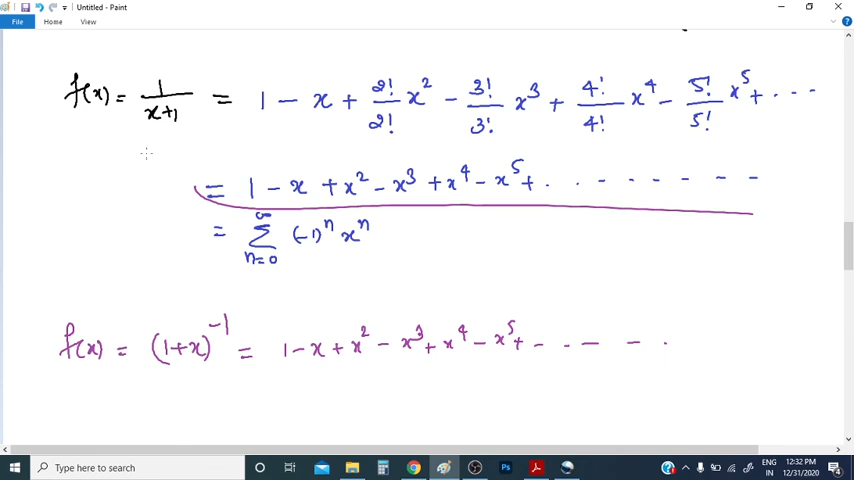 Untitled - Paint
File Home View
f(x) = 1/(x+1) = 1 - x + 2!/2! x² - 3!/3! x³ + 4!/4! x⁴ - 5!/5! x⁵ + ...
= 1 - x + x² - x³ + x⁴ - x⁵ + . . - - - - - - -
= ∑_{n=0}^{∞} (-1)ⁿ xⁿ
f(x) = (1+x)⁻¹ = 1 - x + x² - x³ + x⁴ - x⁵ + - . . — - .
Type here to search
ENG 12:32 PM
IN 12/31/2020 4